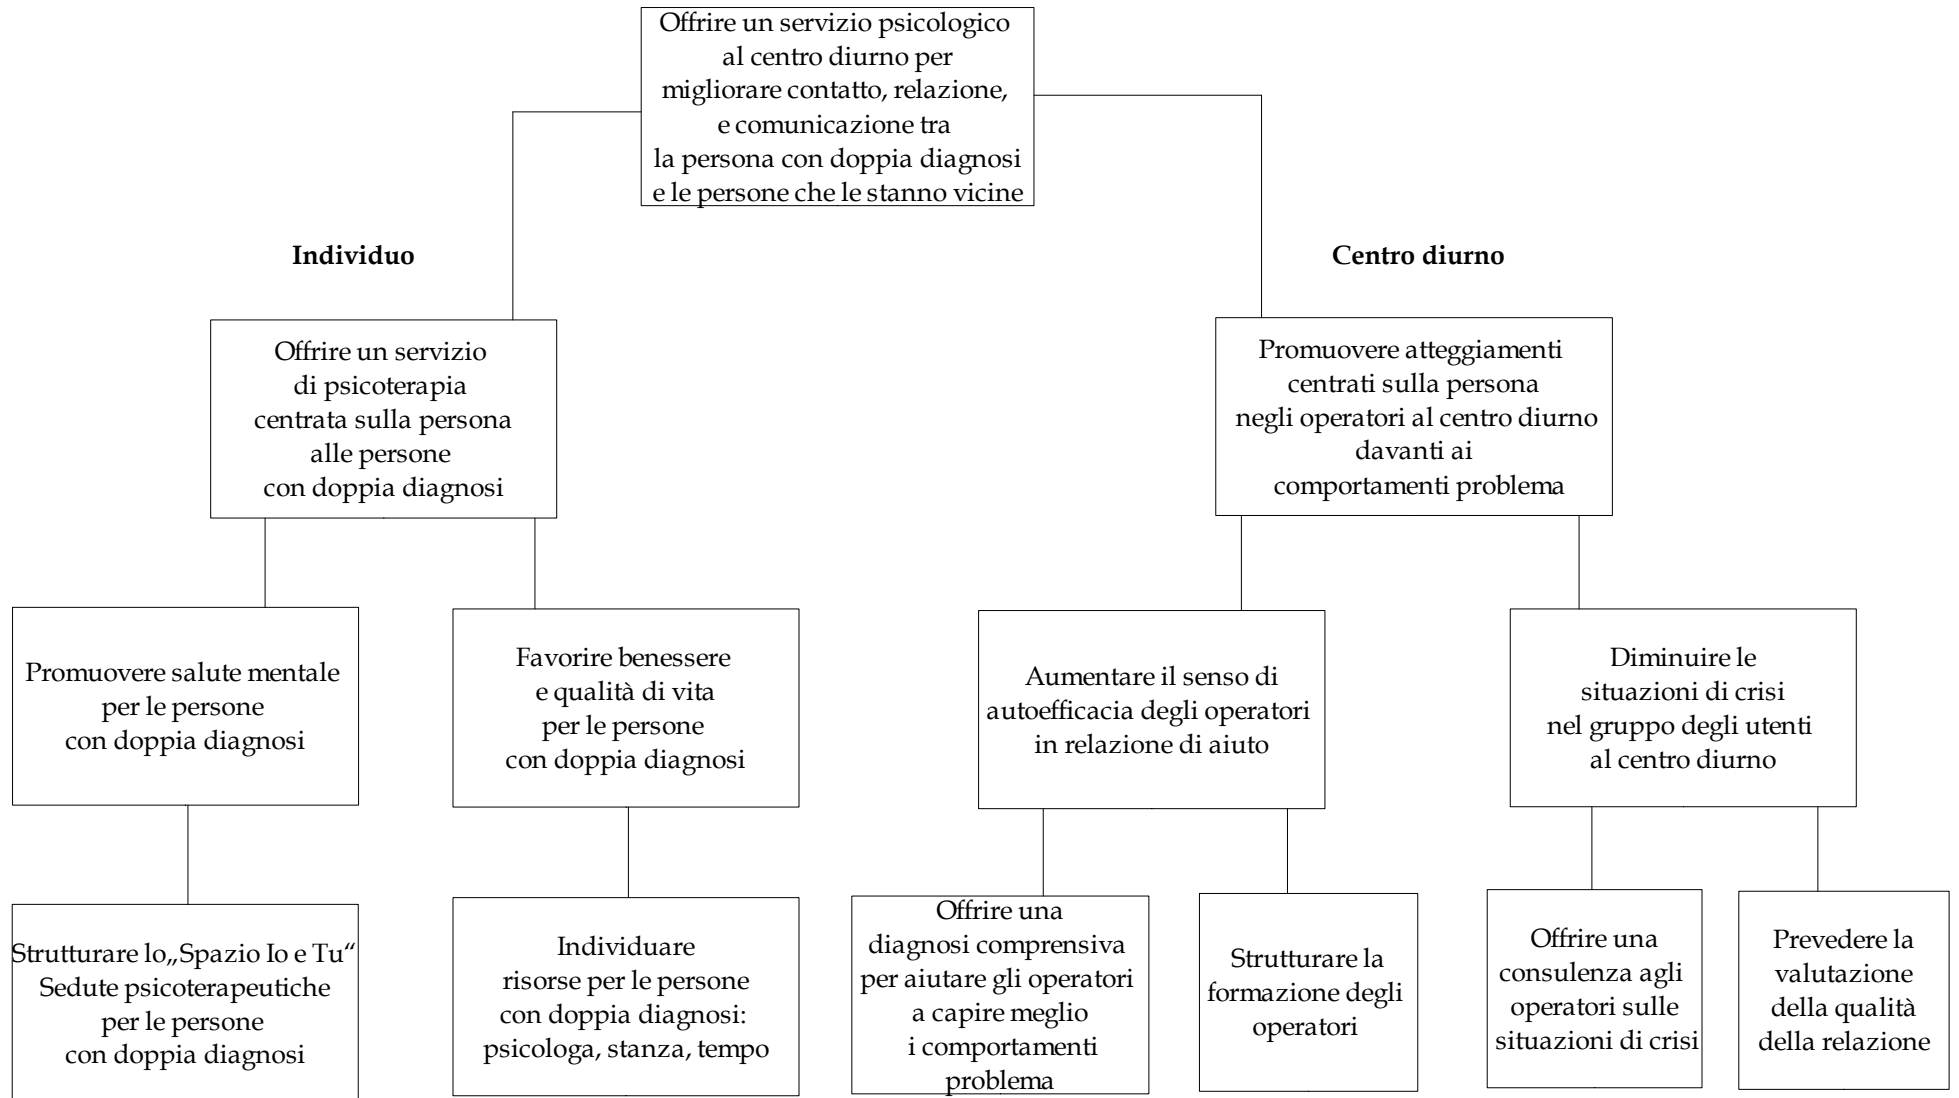 Offrire un servizio psicologico
al centro diurno per
migliorare contatto, relazione,
e comunicazione tra
la persona con doppia diagnosi
e le persone che le stanno vicine
Individuo
Centro diurno
Offrire un servizio
di psicoterapia
centrata sulla persona
alle persone
con doppia diagnosi
Promuovere atteggiamenti
centrati sulla persona
negli operatori al centro diurno
davanti ai
comportamenti problema
Promuovere salute mentale
per le persone
con doppia diagnosi
Favorire benessere
e qualità di vita
per le persone
con doppia diagnosi
Aumentare il senso di
autoefficacia degli operatori
in relazione di aiuto
Diminuire le
situazioni di crisi
nel gruppo degli utenti
al centro diurno
Strutturare lo„Spazio Io e Tu“
Sedute psicoterapeutiche
per le persone
con doppia diagnosi
Individuare
risorse per le persone
con doppia diagnosi:
psicologa, stanza, tempo
Offrire una
diagnosi comprensiva
per aiutare gli operatori
a capire meglio
i comportamenti
problema
Strutturare la
formazione degli
operatori
Offrire una
consulenza agli
operatori sulle
situazioni di crisi
Prevedere la
valutazione
della qualità
della relazione